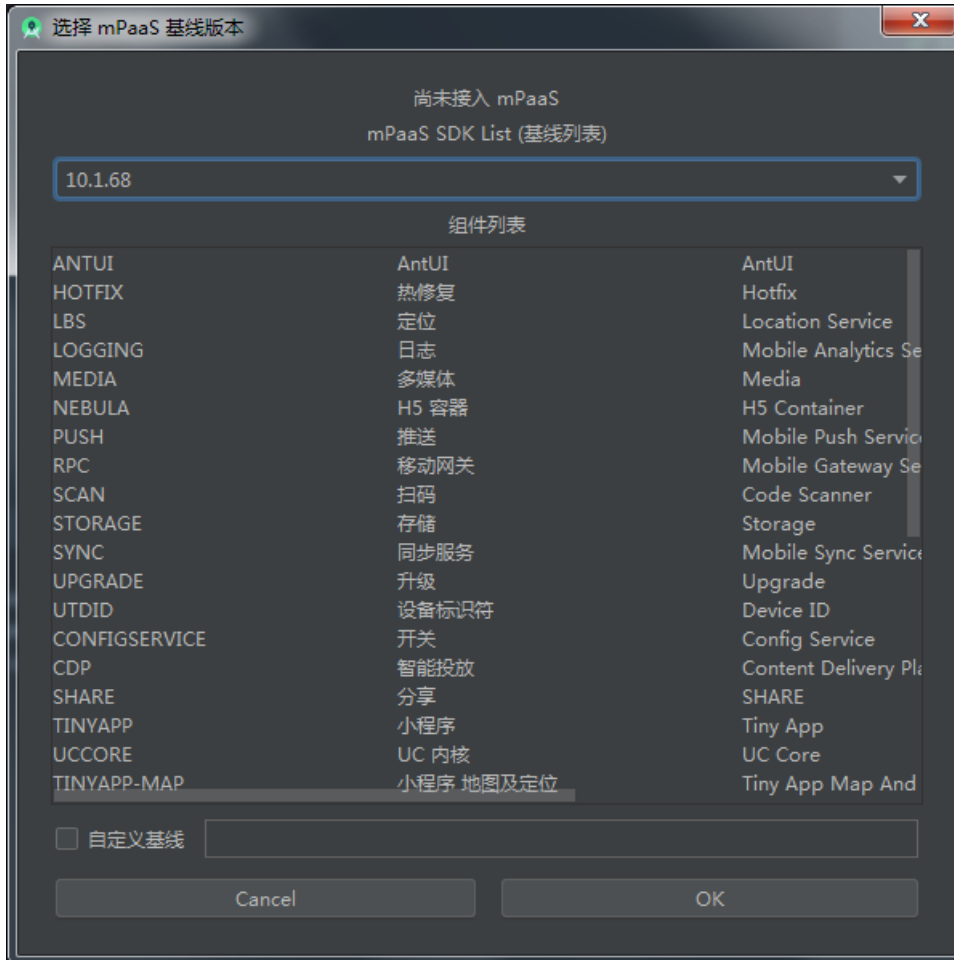 选择 mPaaS 基线版本
尚未接入 mPaaS
mPaaS SDK List (基线列表)
10.1.68
组件列表
ANTUI AntUI AntUI
HOTFIX 热修复 Hotfix
LBS 定位 Location Service
LOGGING 日志 Mobile Analytics Se
MEDIA 多媒体 Media
NEBULA H5 容器 H5 Container
PUSH 推送 Mobile Push Servic
RPC 移动网关 Mobile Gateway Se
SCAN 扫码 Code Scanner
STORAGE 存储 Storage
SYNC 同步服务 Mobile Sync Service
UPGRADE 升级 Upgrade
UTDID 设备标识符 Device ID
CONFIGSERVICE 开关 Config Service
CDP 智能投放 Content Delivery Pla
SHARE 分享 SHARE
TINYAPP 小程序 Tiny App
UCCORE UC 内核 UC Core
TINYAPP-MAP 小程序 地图及定位 Tiny App Map And
自定义基线
Cancel OK